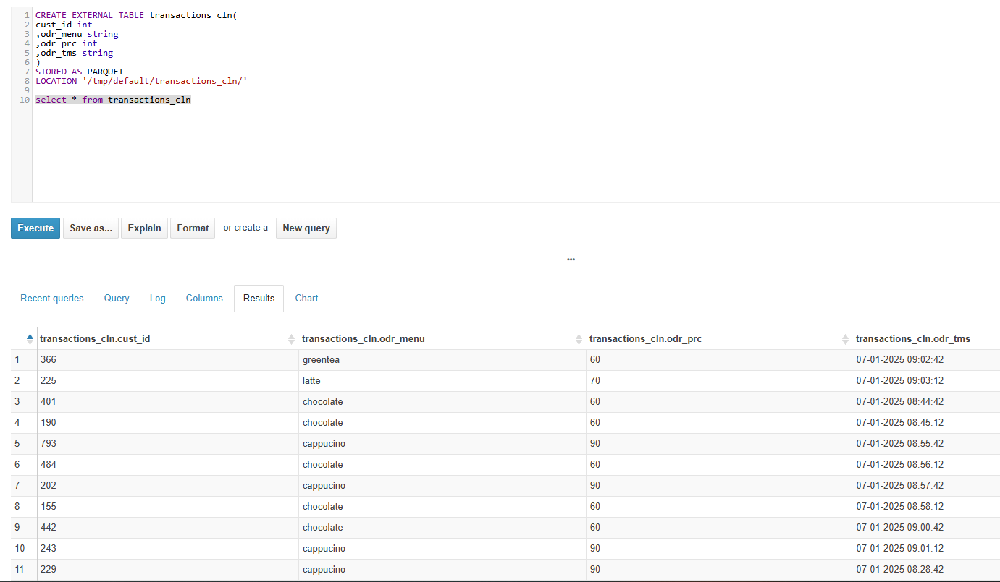 1 CREATE EXTERNAL TABLE transactions_cln(
2 cust_id int
3 ,odr_menu string
4 ,odr_prc int
5 ,odr_tms string
6 )
7 STORED AS PARQUET
8 LOCATION '/tmp/default/transactions_cln/'
9
10 select * from transactions_cln
Execute Save as... Explain Format or create a New query
...
Recent queries Query Log Columns Results Chart
transactions_cln.cust_id transactions_cln.odr_menu transactions_cln.odr_prc transactions_cln.odr_tms
1 366 greentea 60 07-01-2025 09:02:42
2 225 latte 70 07-01-2025 09:03:12
3 401 chocolate 60 07-01-2025 08:44:42
4 190 chocolate 60 07-01-2025 08:45:12
5 793 cappucino 90 07-01-2025 08:55:42
6 484 chocolate 60 07-01-2025 08:56:12
7 202 cappucino 90 07-01-2025 08:57:42
8 155 chocolate 60 07-01-2025 08:58:12
9 442 chocolate 60 07-01-2025 09:00:42
10 243 cappucino 90 07-01-2025 09:01:12
11 229 cappucino 90 07-01-2025 08:28:42